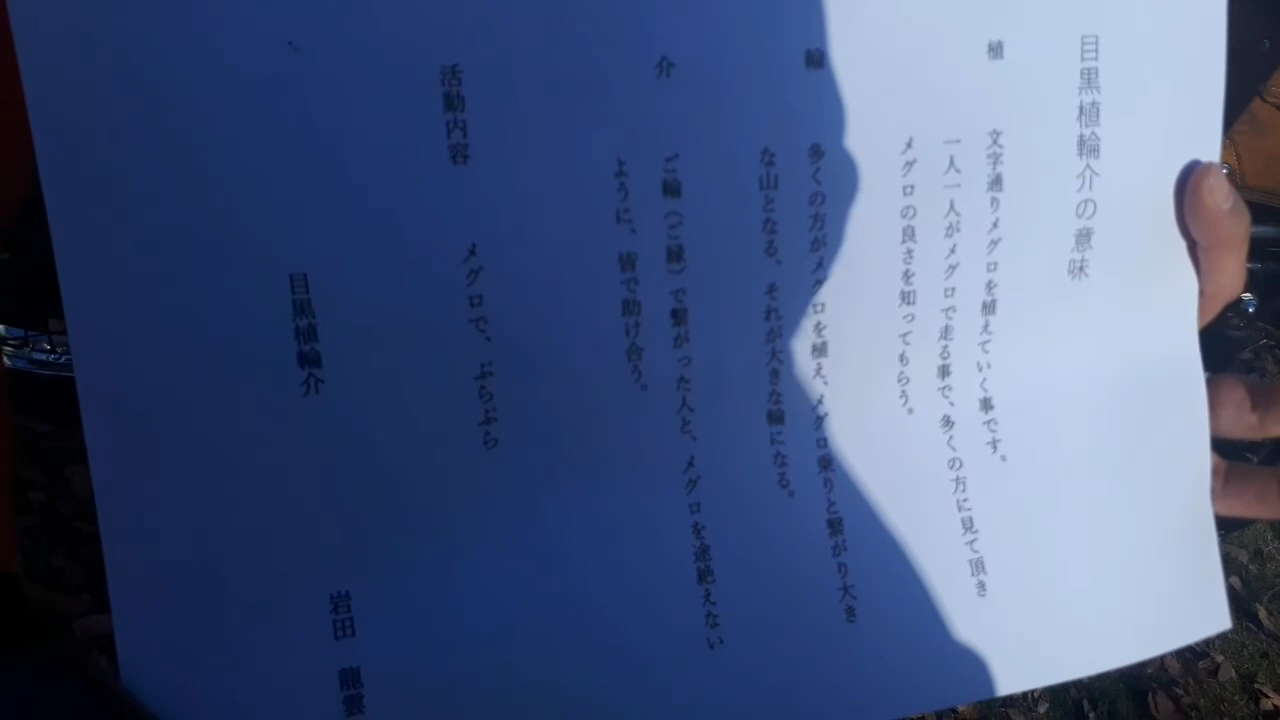 目黒植輪介の意味
植 文字通りメグロを植えていく事です。
一人一人がメグロで走る事で、多くの方に見て頂き
メグロの良さを知ってもらう。
輪 多くの方がメグロを植え、メグロ乗りと繋がり大き
な山となる、それが大きな輪になる。
介 ご輪（ご縁）で繋がった人と、メグロを途絶えない
ように、皆で助け合う。
活動内容 メグロで、ぶらぶら
目黒植輪介 岩田 龍雲